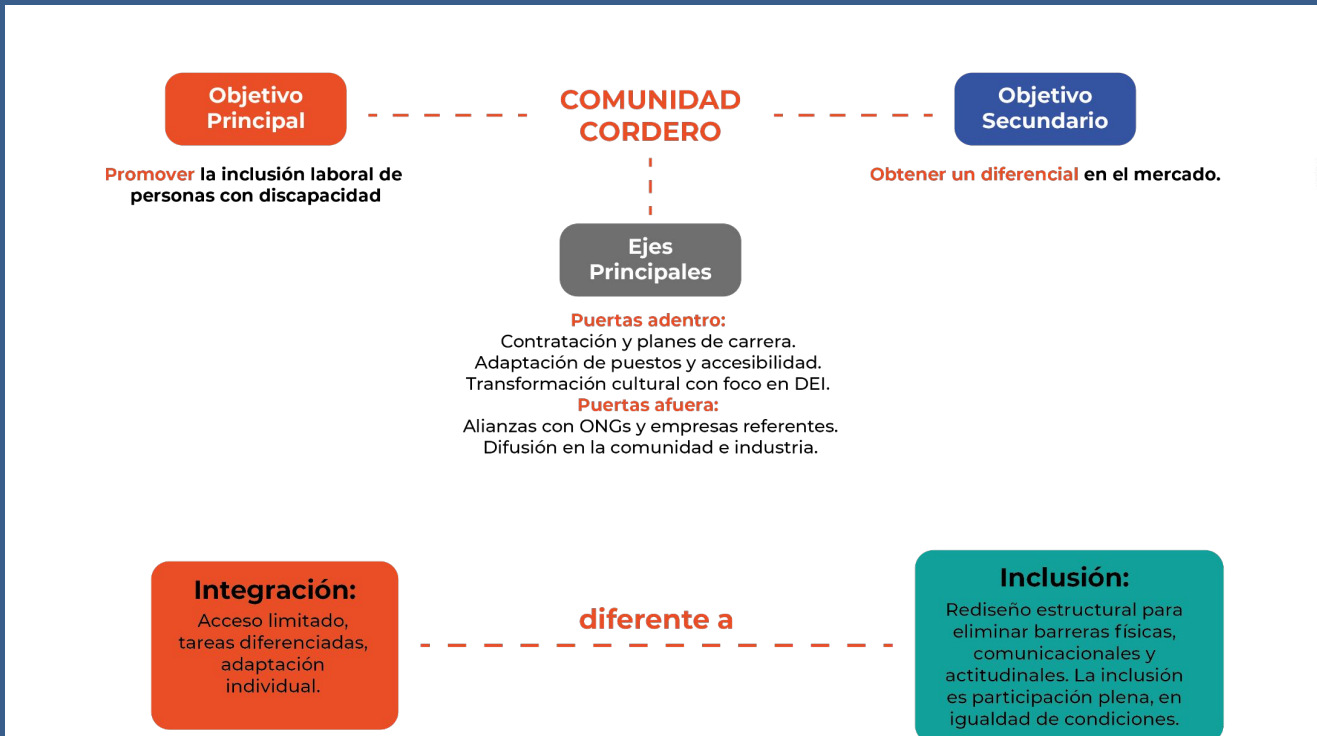 Objetivo
Principal
COMUNIDAD
CORDERO
Objetivo
Secundario
Promover la inclusión laboral de
personas con discapacidad
Obtener un diferencial en el mercado.
Ejes
Principales
Puertas adentro:
Contratación y planes de carrera.
Adaptación de puestos y accesibilidad.
Transformación cultural con foco en DEI.
Puertas afuera:
Alianzas con ONGs y empresas referentes.
Difusión en la comunidad e industria.
Integración:
Acceso limitado,
tareas diferenciadas,
adaptación
individual.
diferente a
Inclusión:
Rediseño estructural para
eliminar barreras físicas,
comunicacionales y
actitudinales. La inclusión
es participación plena, en
igualdad de condiciones.